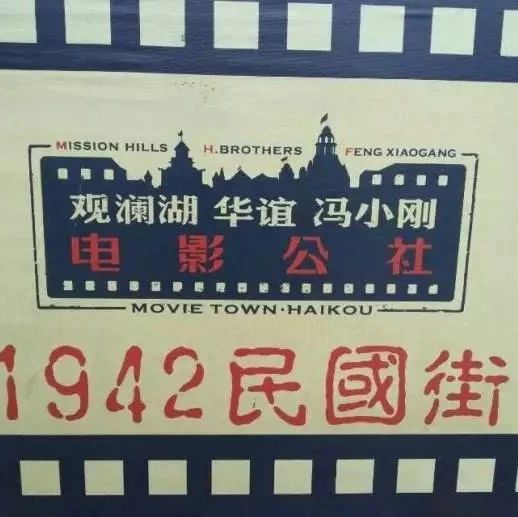 MISSION HILLS H.BROTHERS FENG XIAOGANG
观澜湖 华谊 冯小刚
电影公社
MOVIE TOWN·HAIKOU
1942民國街